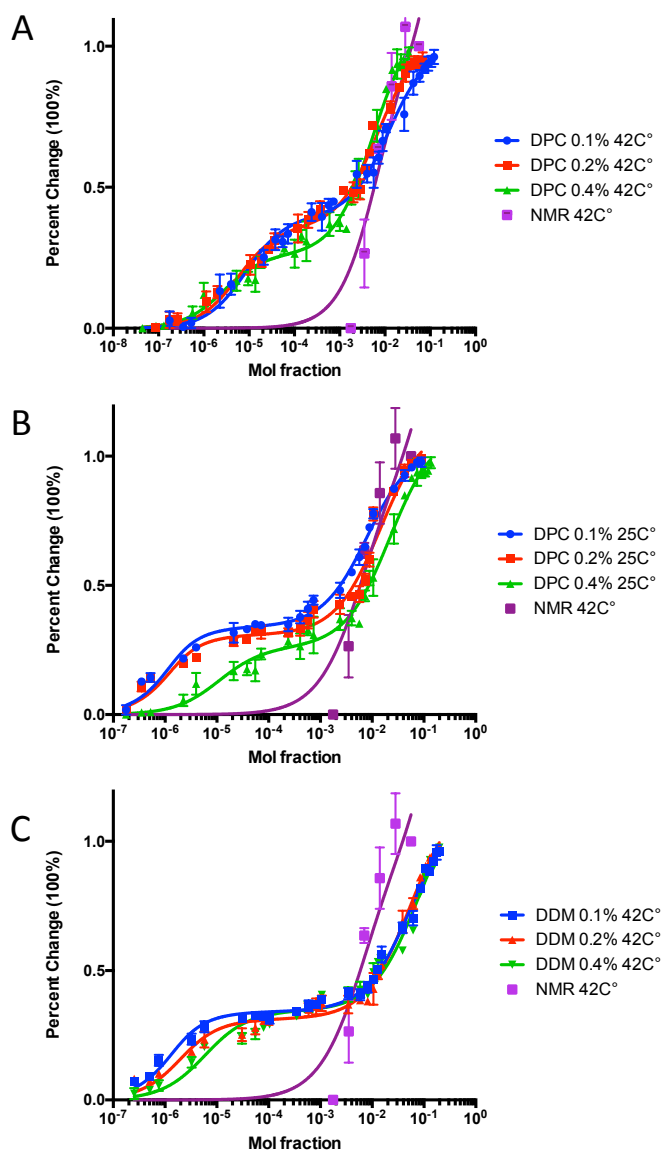 A
Percent Change (100%)
1.0
0.5
0.0
10-8 10-7 10-6 10-5 10-4 10-3 10-2 10-1 100
Mol fraction
DPC 0.1% 42C°
DPC 0.2% 42C°
DPC 0.4% 42C°
NMR 42C°
B
Percent Change (100%)
1.0
0.5
0.0
10-7 10-6 10-5 10-4 10-3 10-2 10-1 100
Mol fraction
DPC 0.1% 25C°
DPC 0.2% 25C°
DPC 0.4% 25C°
NMR 42C°
C
Percent Change (100%)
1.0
0.5
0.0
10-7 10-6 10-5 10-4 10-3 10-2 10-1 100
Mol fraction
DDM 0.1% 42C°
DDM 0.2% 42C°
DDM 0.4% 42C°
NMR 42C°